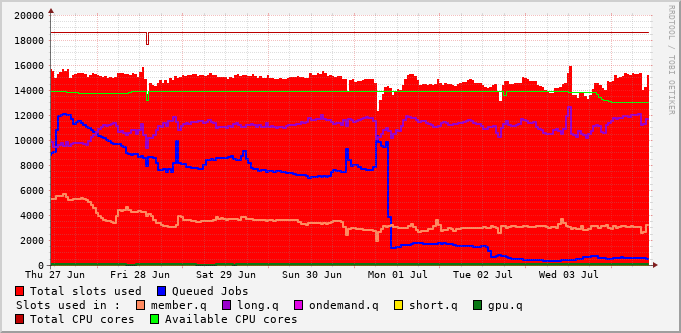 20000
18000
16000
14000
12000
10000
8000
6000
4000
2000
0
Thu 27 Jun Fri 28 Jun Sat 29 Jun Sun 30 Jun Mon 01 Jul Tue 02 Jul Wed 03 Jul
Total slots used Queued Jobs
Slots used in : member.q long.q ondemand.q short.q gpu.q
Total CPU cores Available CPU cores
RRDTOOL / TOBI OETIKER